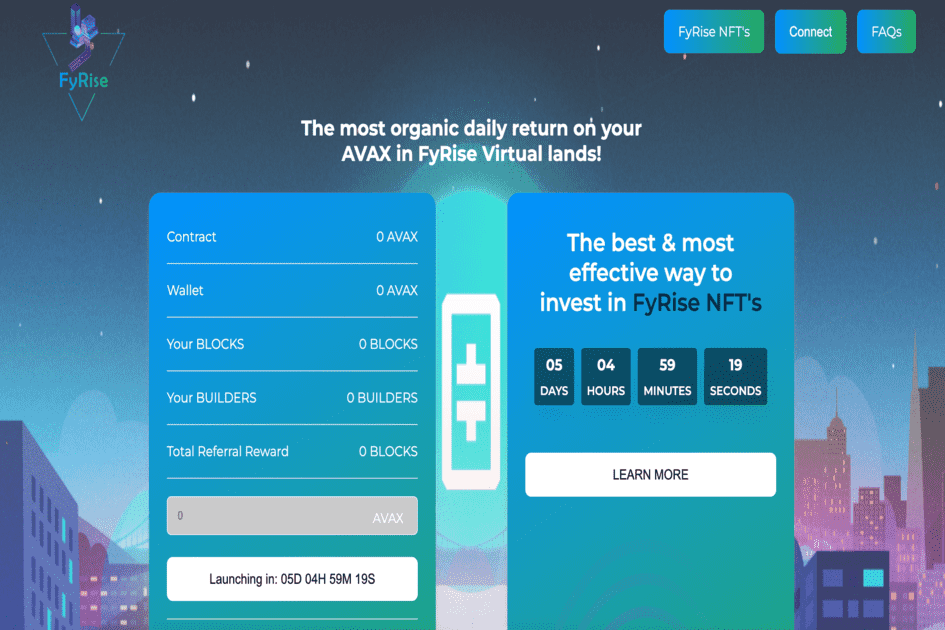 FyRise
FyRise NFT's
Connect
FAQs
The most organic daily return on your
AVAX in FyRise Virtual lands!
Contract 0 AVAX
Wallet 0 AVAX
Your BLOCKS 0 BLOCKS
Your BUILDERS 0 BUILDERS
Total Referral Reward 0 BLOCKS
0 AVAX
Launching in: 05D 04H 59M 19S
The best & most
effective way to
invest in FyRise NFT's
05 04 59 19
DAYS HOURS MINUTES SECONDS
LEARN MORE